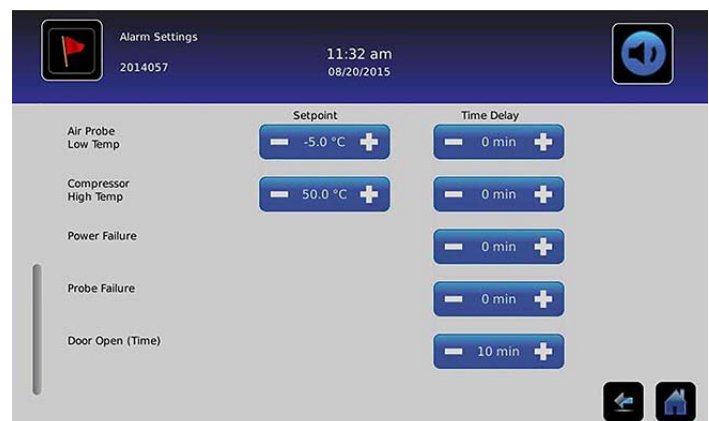 Alarm Settings
2014057
11:32 am
08/20/2015
Setpoint
Time Delay
Air Probe
Low Temp
-5.0 °C
0 min
Compressor
High Temp
50.0 °C
0 min
Power Failure
0 min
Probe Failure
0 min
Door Open (Time)
10 min